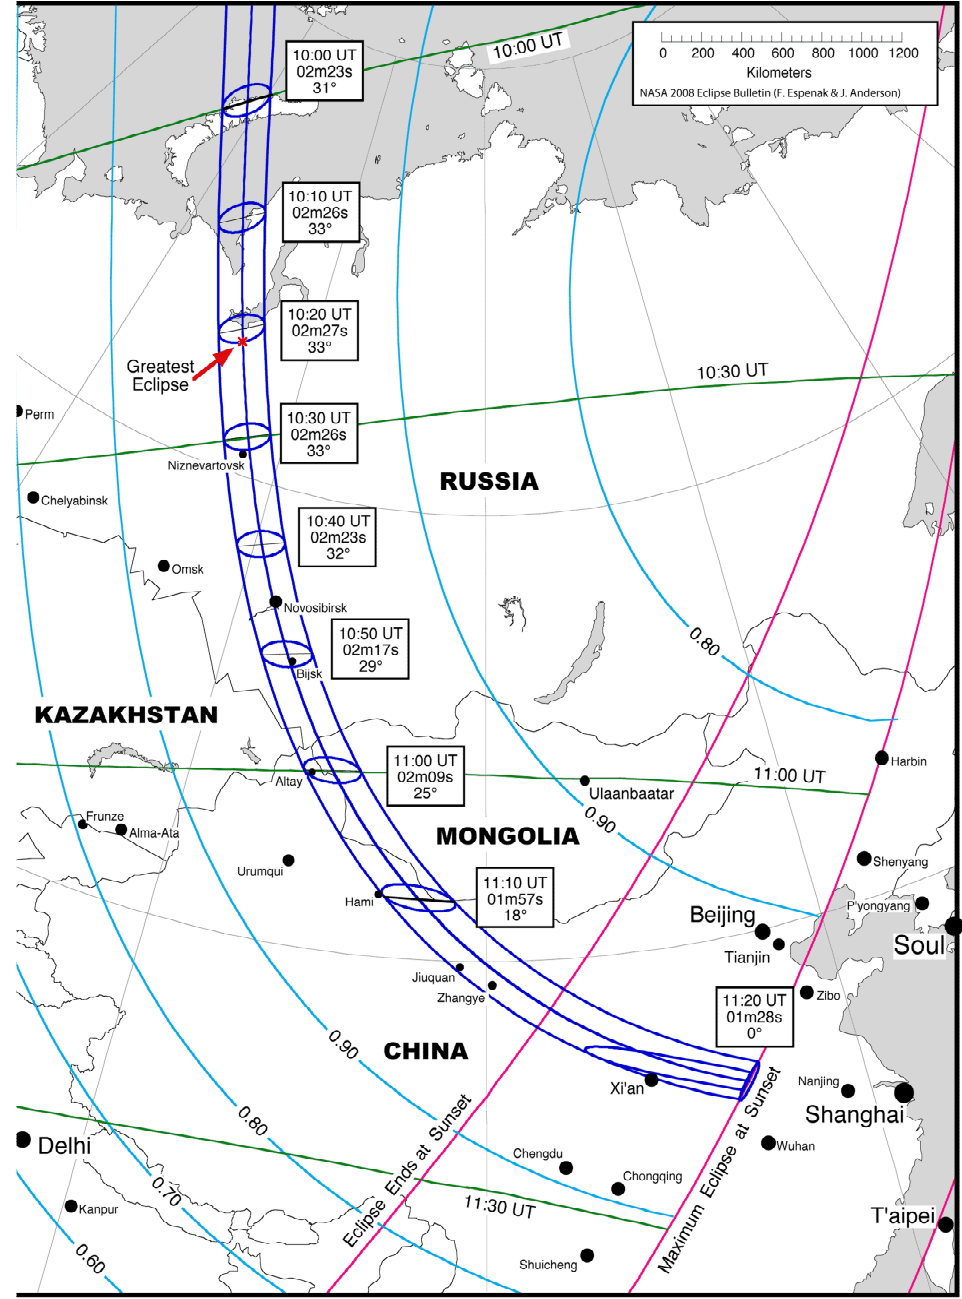 10:00 UT
02m23s
31°
10:00 UT
0 200 400 600 800 1000 1200
Kilometers
NASA 2008 Eclipse Bulletin (F. Espenak & J. Anderson)
10:10 UT
02m26s
33°
10:20 UT
02m27s
33°
Greatest
Eclipse
10:30 UT
Perm
10:30 UT
02m26s
33°
Niznevartovsk
RUSSIA
Chelyabinsk
10:40 UT
02m23s
32°
Omsk
Novosibirsk
10:50 UT
02m17s
29°
0.80
Bijsk
KAZAKHSTAN
11:00 UT
02m09s
25°
Harbin
11:00 UT
Altay
Ulaanbaatar
0.90
Frunze
Alma-Ata
MONGOLIA
Urumqui
Shenyang
11:10 UT
01m57s
18°
Hami
P'yongyang
Beijing
Soul
Tianjin
Jiuquan
Zhangye
Zibo
11:20 UT
01m28s
0°
0.90
CHINA
Xi'an
Nanjing
Shanghai
0.80
Delhi
Wuhan
Chengdu
Chongqing
0.70
Eclipse Ends at Sunset
Maximum Eclipse at Sunset
11:30 UT
Kanpur
T'aipei
0.60
Shuicheng